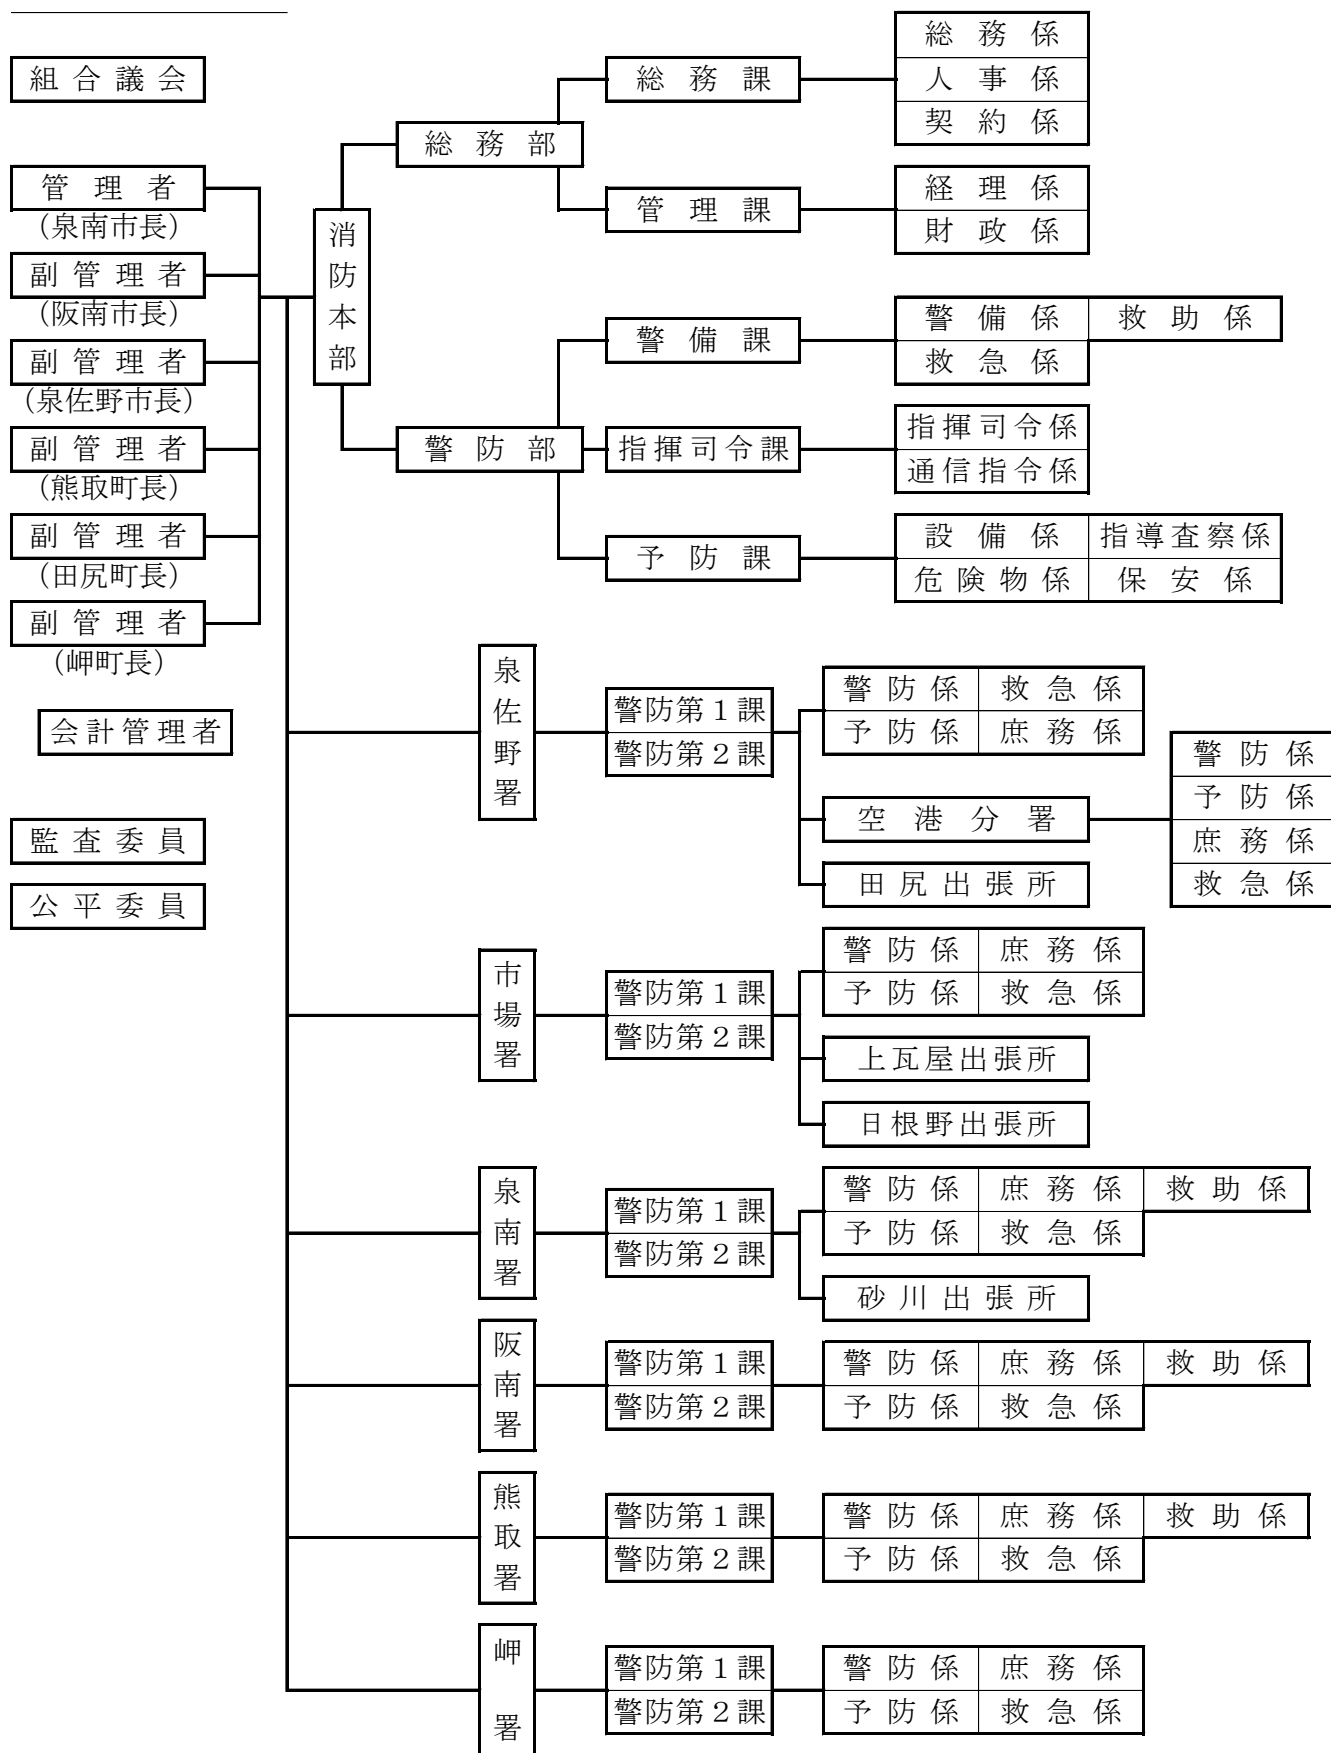 組合議会
管理者
(泉南市長)
副管理者
(阪南市長)
副管理者
(泉佐野市長)
副管理者
(熊取町長)
副管理者
(田尻町長)
副管理者
(岬町長)
会計管理者
監査委員
公平委員
消防本部
総務部
総務課
総務係
人事係
契約係
管理課
経理係
財政係
警防部
警備課
警備係 救助係
救急係
指揮司令課
指揮司令係
通信指令係
予防課
設備係 指導査察係
危険物係 保安係
泉佐野署
警防第1課
警防第2課
警防係 救急係
予防係 庶務係
空港分署
警防係
予防係
庶務係
救急係
田尻出張所
市場署
警防第1課
警防第2課
警防係 庶務係
予防係 救急係
上瓦屋出張所
日根野出張所
泉南署
警防第1課
警防第2課
警防係 庶務係 救助係
予防係 救急係
砂川出張所
阪南署
警防第1課
警防第2課
警防係 庶務係 救助係
予防係 救急係
熊取署
警防第1課
警防第2課
警防係 庶務係 救助係
予防係 救急係
岬署
警防第1課
警防第2課
警防係 庶務係
予防係 救急係